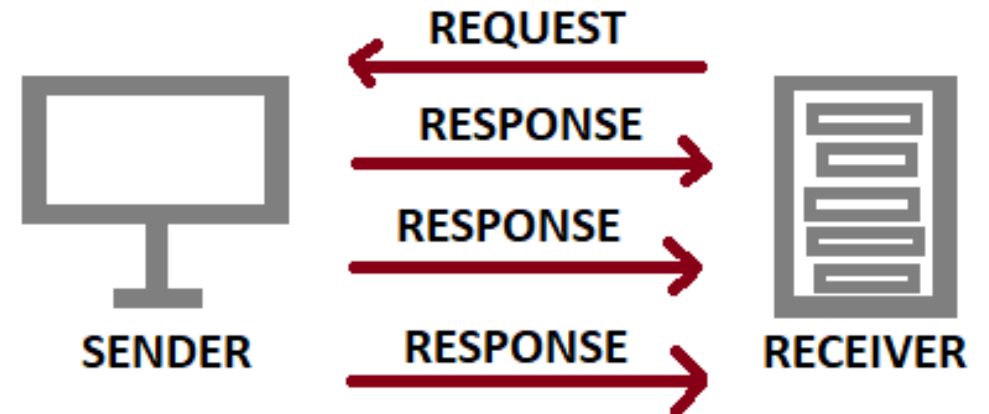 REQUEST
RESPONSE
RESPONSE
RESPONSE
SENDER
RECEIVER